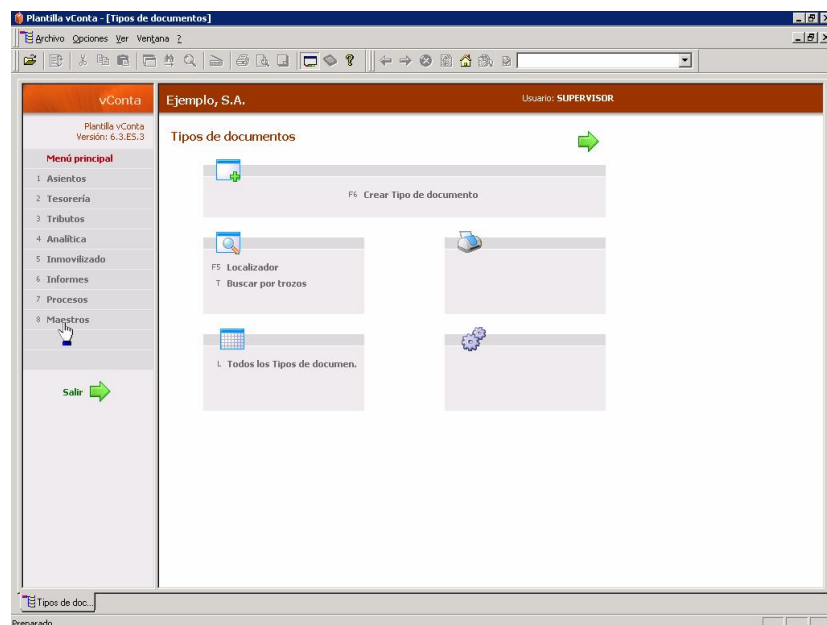 Plantilla vConta - [Tipos de documentos]
Archivo Opciones Ver Ventana ?
vConta
Ejemplo, S.A.
Usuario: SUPERVISOR
Plantilla vConta
Versión: 6.3.ES.3
Tipos de documentos
Menú principal
1 Asientos
2 Tesorería
3 Tributos
4 Analítica
5 Inmovilizado
6 Informes
7 Procesos
8 Maestros
Salir
F6 Crear Tipo de documento
F5 Localizador
T Buscar por trozos
L Todos los Tipos de documen.
Tipos de doc...
Preparado